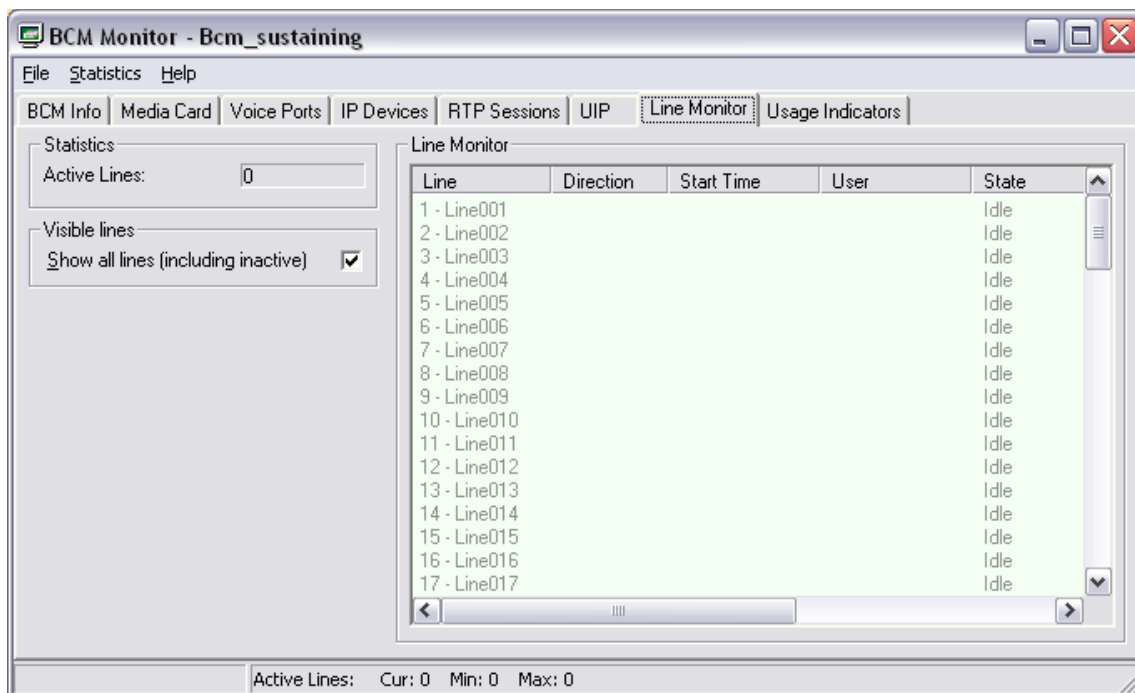 BCM Monitor - Bcm_sustaining
File Statistics Help
BCM Info Media Card Voice Ports IP Devices RTP Sessions UIP Line Monitor Usage Indicators
Statistics
Active Lines: 0
Visible lines
Show all lines (including inactive)
Line Monitor
Line Direction Start Time User State
1 - Line001 Idle
2 - Line002 Idle
3 - Line003 Idle
4 - Line004 Idle
5 - Line005 Idle
6 - Line006 Idle
7 - Line007 Idle
8 - Line008 Idle
9 - Line009 Idle
10 - Line010 Idle
11 - Line011 Idle
12 - Line012 Idle
13 - Line013 Idle
14 - Line014 Idle
15 - Line015 Idle
16 - Line016 Idle
17 - Line017 Idle
Active Lines: Cur: 0 Min: 0 Max: 0